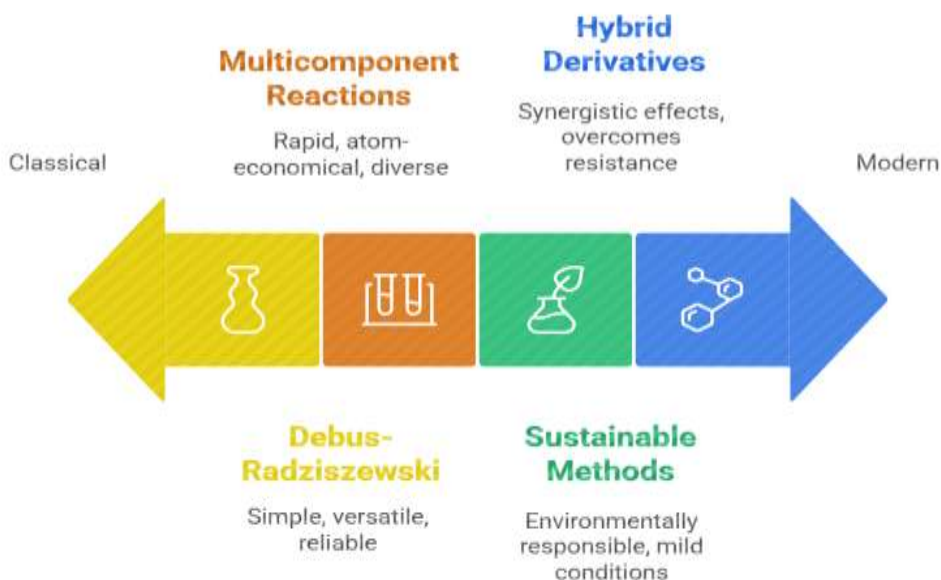 Hybrid
Derivatives
Multicomponent
Reactions
Synergistic effects,
overcomes
resistance
Rapid, atom-
economical, diverse
Classical
Modern
Debus-
Radziszewski
Sustainable
Methods
Simple, versatile,
reliable
Environmentally
responsible, mild
conditions